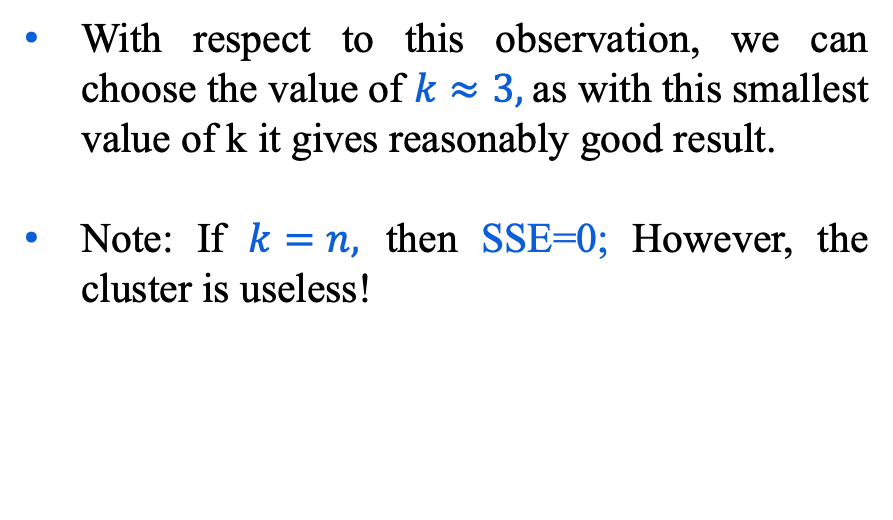 • With respect to this observation, we can
choose the value of k ≈ 3, as with this smallest
value of k it gives reasonably good result.
• Note: If k = n, then SSE=0; However, the
cluster is useless!